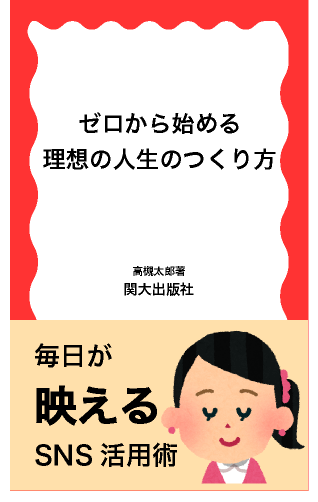 ゼロから始める
理想の人生のつくり方
高槻太郎著
関大出版社
毎日が
映える
SNS 活用術